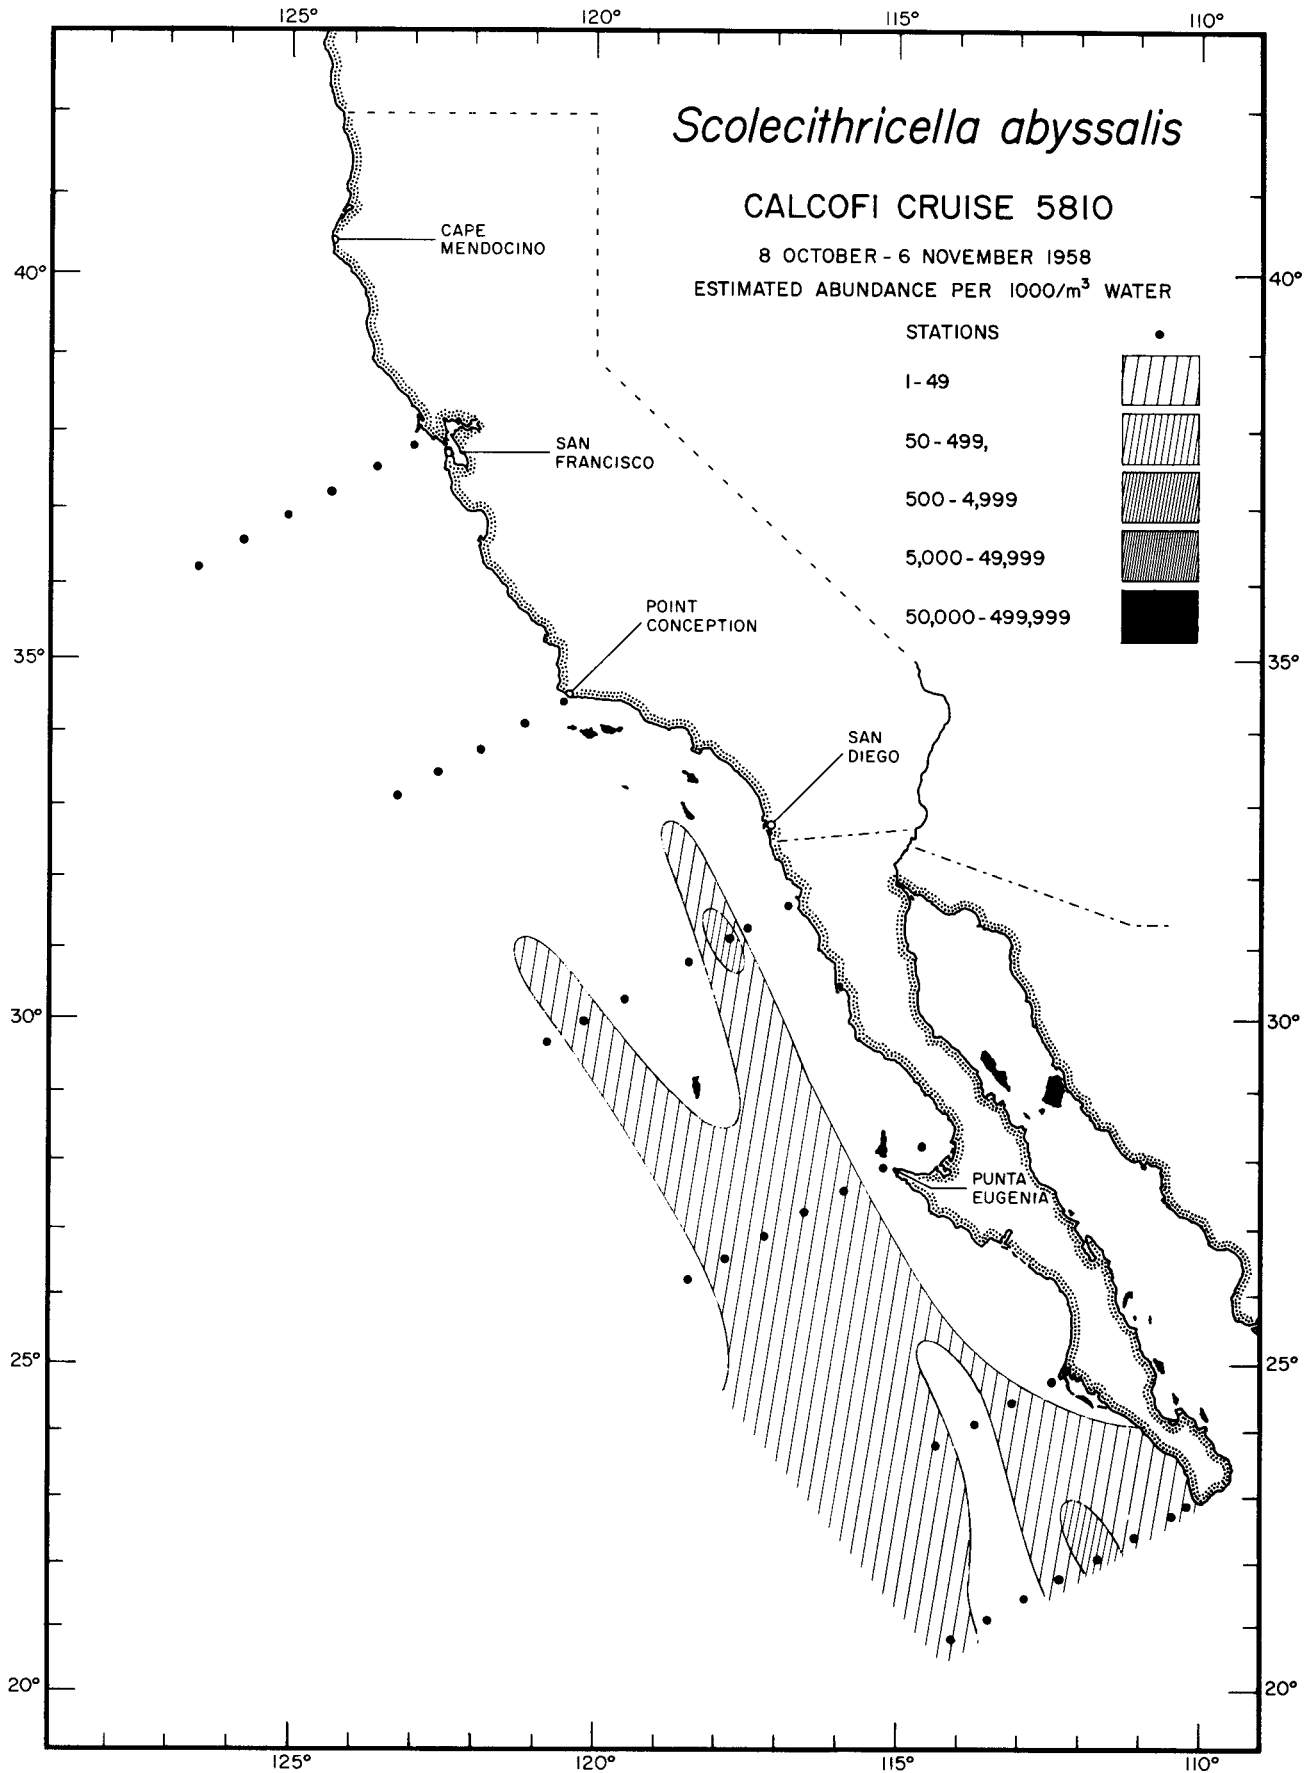 125° 120° 115° 110°
Scolecithricella abyssalis
CALCOFI CRUISE 5810
8 OCTOBER - 6 NOVEMBER 1958
ESTIMATED ABUNDANCE PER 1000/m³ WATER
STATIONS
1-49
50-499,
500-4,999
5,000-49,999
50,000-499,999
CAPE
MENDOCINO
40° 40°
SAN
FRANCISCO
POINT
CONCEPTION
35° 35°
SAN
DIEGO
30° 30°
PUNTA
EUGENIA
25° 25°
20° 20°
125° 120° 115° 110°